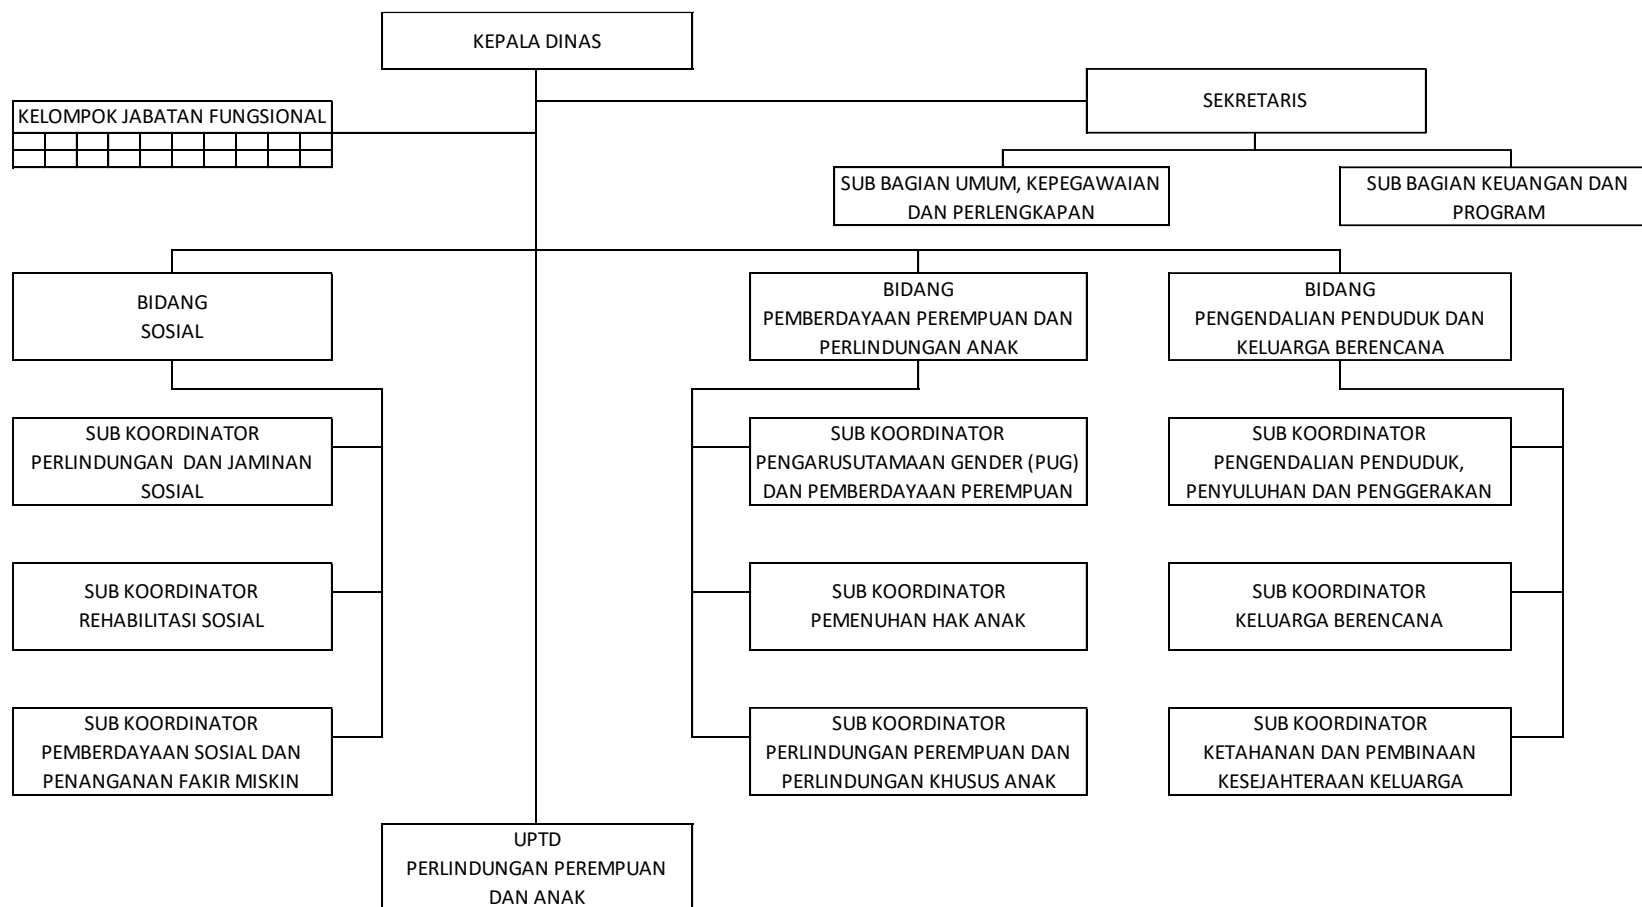 KEPALA DINAS
SEKRETARIS
KELOMPOK JABATAN FUNGSIONAL
SUB BAGIAN UMUM, KEPEGAWAIAN
DAN PERLENGKAPAN
SUB BAGIAN KEUANGAN DAN
PROGRAM
BIDANG
SOSIAL
BIDANG
PEMBERDAYAAN PEREMPUAN DAN
PERLINDUNGAN ANAK
BIDANG
PENGENDALIAN PENDUDUK DAN
KELUARGA BERENCANA
SUB KOORDINATOR
PERLINDUNGAN DAN JAMINAN
SOSIAL
SUB KOORDINATOR
PENGARUSUTAMAAN GENDER (PUG)
DAN PEMBERDAYAAN PEREMPUAN
SUB KOORDINATOR
PENGENDALIAN PENDUDUK,
PENYULUHAN DAN PENGGERAKAN
SUB KOORDINATOR
REHABILITASI SOSIAL
SUB KOORDINATOR
PEMENUHAN HAK ANAK
SUB KOORDINATOR
KELUARGA BERENCANA
SUB KOORDINATOR
PEMBERDAYAAN SOSIAL DAN
PENANGANAN FAKIR MISKIN
SUB KOORDINATOR
PERLINDUNGAN PEREMPUAN DAN
PERLINDUNGAN KHUSUS ANAK
SUB KOORDINATOR
KETAHANAN DAN PEMBINAAN
KESEJAHTERAAN KELUARGA
UPTD
PERLINDUNGAN PEREMPUAN
DAN ANAK